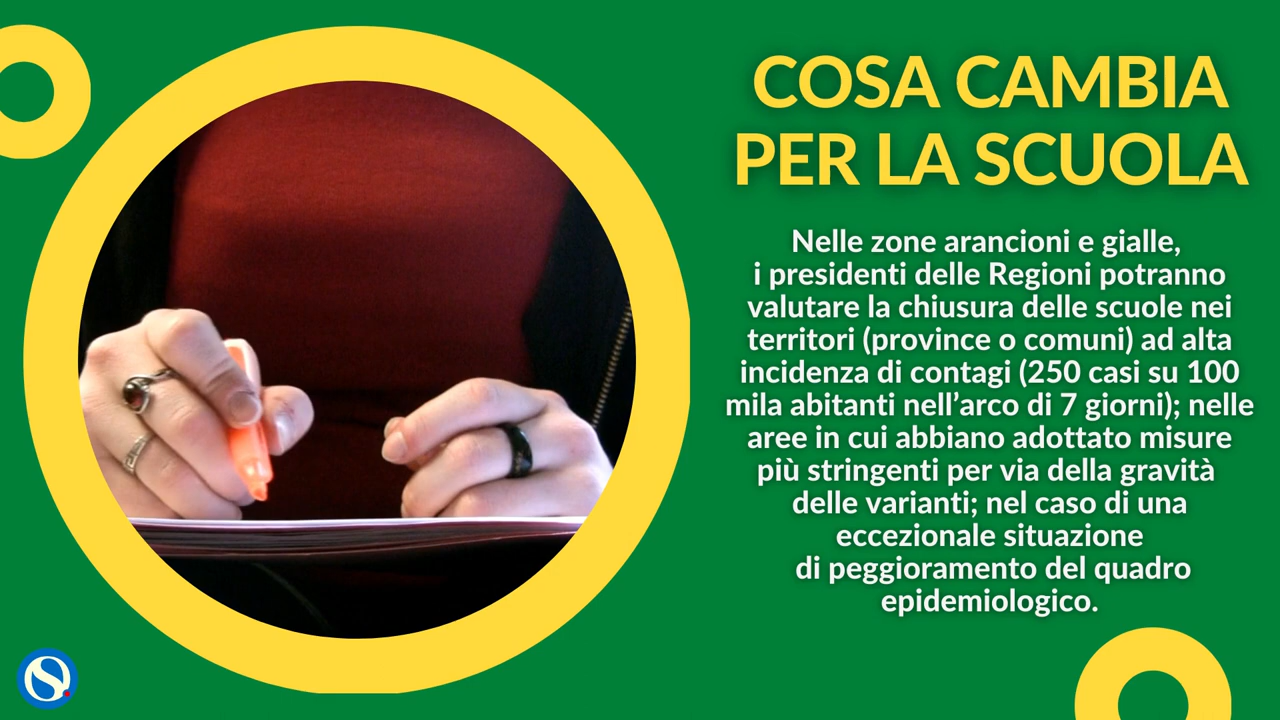 COSA CAMBIA
PER LA SCUOLA
Nelle zone arancioni e gialle,
i presidenti delle Regioni potranno
valutare la chiusura delle scuole nei
territori (province o comuni) ad alta
incidenza di contagi (250 casi su 100
mila abitanti nell’arco di 7 giorni); nelle
aree in cui abbiano adottato misure
più stringenti per via della gravità
delle varianti; nel caso di una
eccezionale situazione
di peggioramento del quadro
epidemiologico.
S